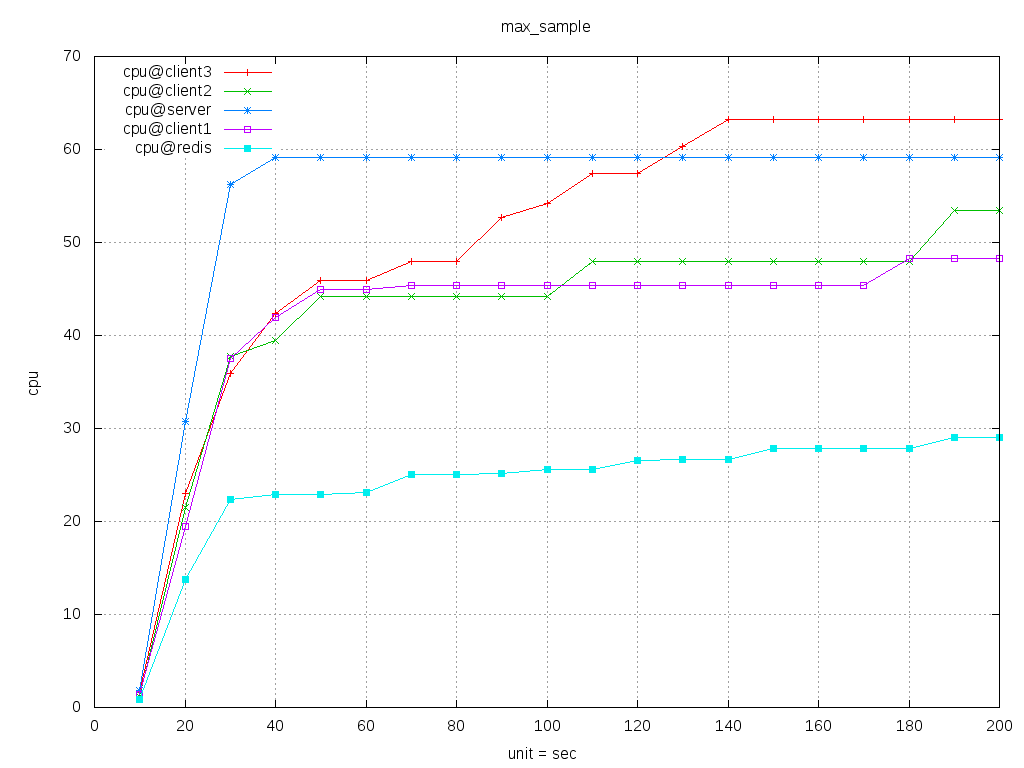 max_sample
70
60
50
40
30
20
10
0
cpu@client3
cpu@client2
cpu@server
cpu@client1
cpu@redis
cpu
0 20 40 60 80 100 120 140 160 180 200
unit = sec